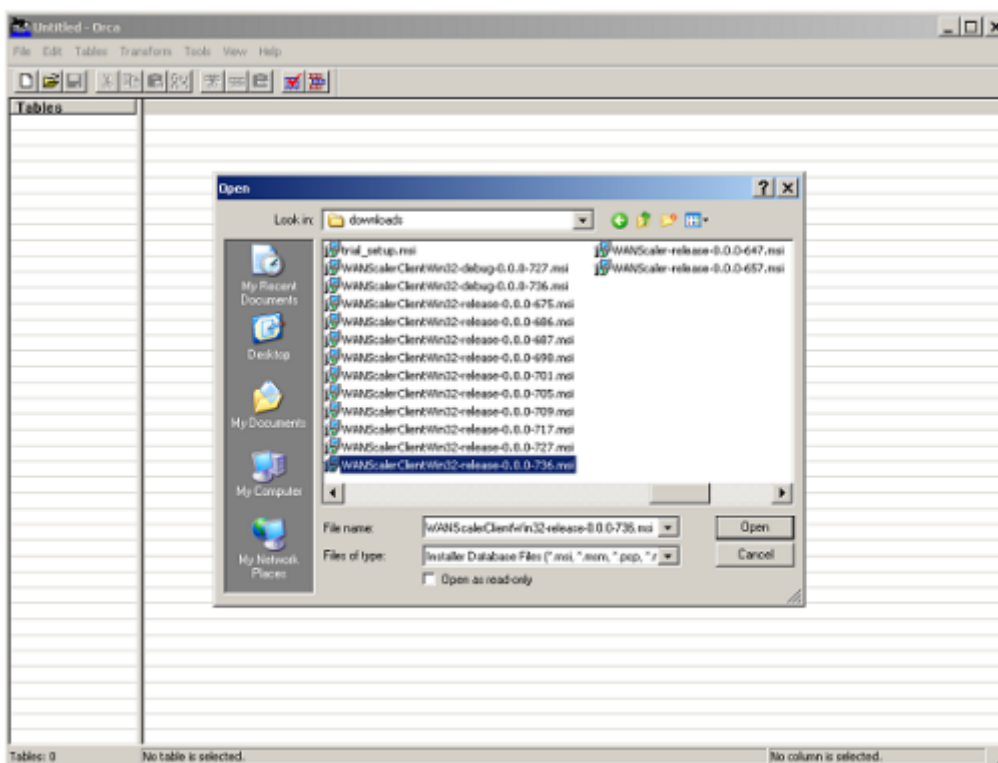 Untitled - Orca
File Edit Tables Transform Tools View Help
Tables
Open
Look in: downloads
trial_setup.msi
WANScalerClientWin32-debug-0.0.0-727.msi
WANScalerClientWin32-debug-0.0.0-736.msi
WANScalerClientWin32-release-0.0.0-675.msi
WANScalerClientWin32-release-0.0.0-686.msi
WANScalerClientWin32-release-0.0.0-687.msi
WANScalerClientWin32-release-0.0.0-698.msi
WANScalerClientWin32-release-0.0.0-701.msi
WANScalerClientWin32-release-0.0.0-705.msi
WANScalerClientWin32-release-0.0.0-709.msi
WANScalerClientWin32-release-0.0.0-717.msi
WANScalerClientWin32-release-0.0.0-727.msi
WANScalerClientWin32-release-0.0.0-736.msi
WANScaler-release-0.0.0-647.msi
WANScaler-release-0.0.0-657.msi
My Recent
Documents
Desktop
My Documents
My Computer
My Network
Places
File name: WANScalerClientWin32-release-0.0.0-736.msi Open
Files of type: Installer Database Files (*.msi, *.msm, *.pcp, *.r Cancel
Open as read-only
Tables: 0 No table is selected. No column is selected.